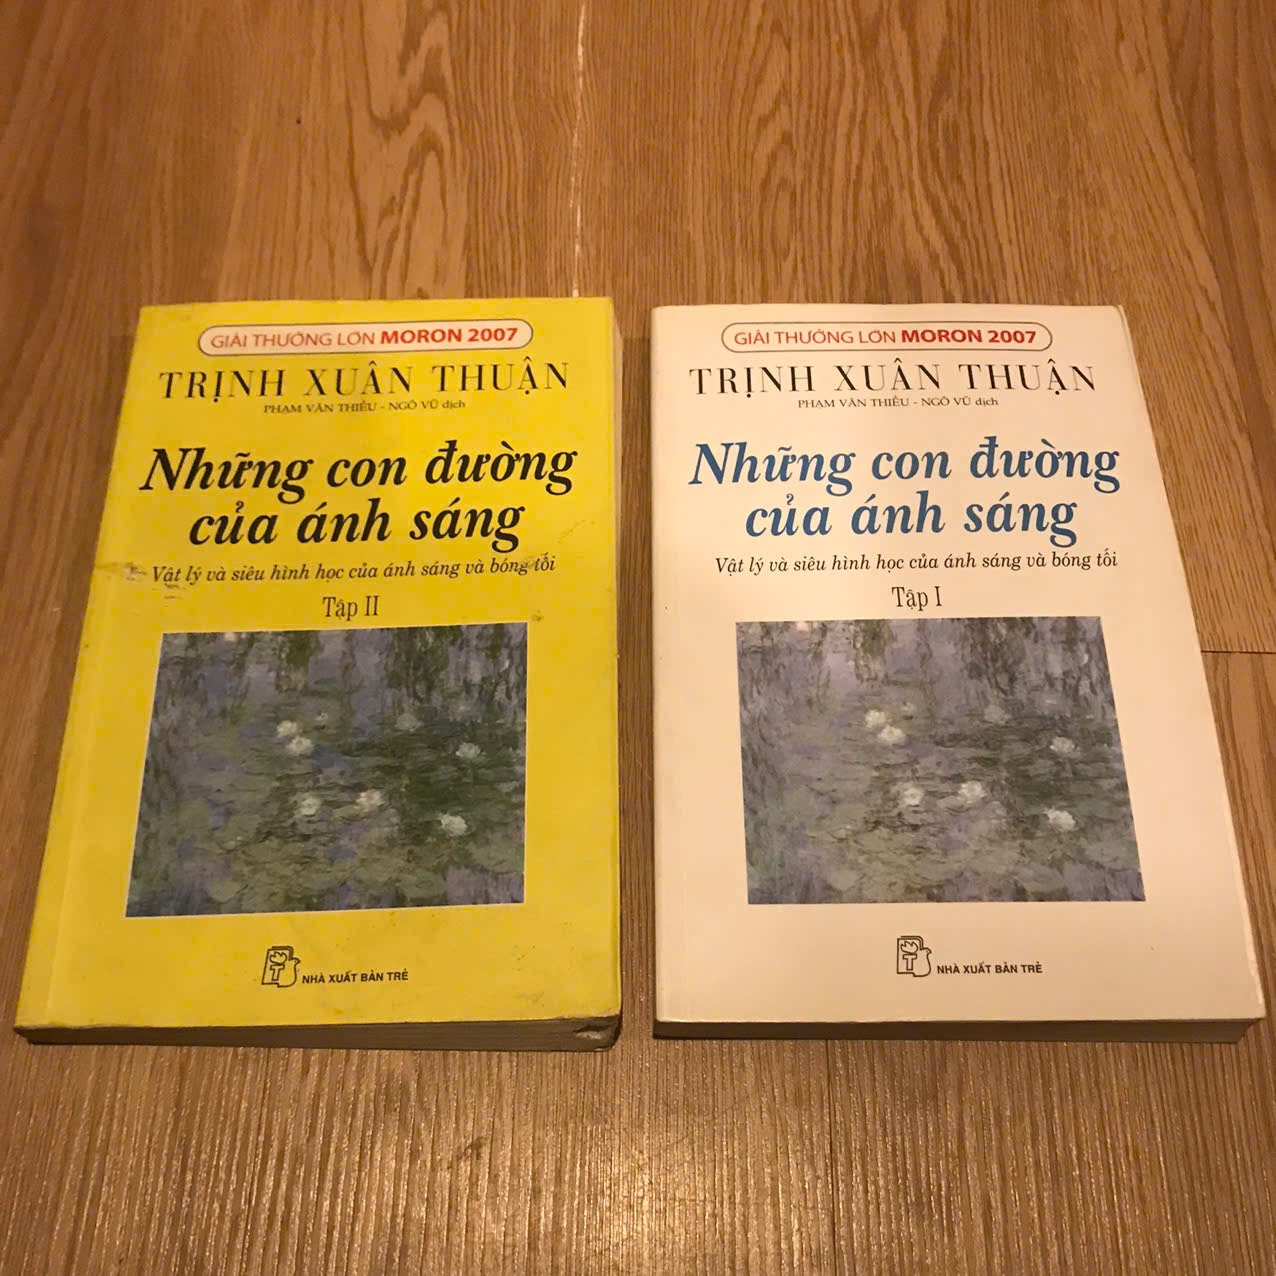 GIẢI THƯỞNG LỚN MORON 2007
TRỊNH XUÂN THUẬN
PHẠM VĂN THIỀU - NGÔ VŨ dịch
Những con đường
của ánh sáng
Vật lý và siêu hình học của ánh sáng và bóng tối
Tập II
NHÀ XUẤT BẢN TRẺ
GIẢI THƯỞNG LỚN MORON 2007
TRỊNH XUÂN THUẬN
PHẠM VĂN THIỀU - NGÔ VŨ dịch
Những con đường
của ánh sáng
Vật lý và siêu hình học của ánh sáng và bóng tối
Tập I
NHÀ XUẤT BẢN TRẺ